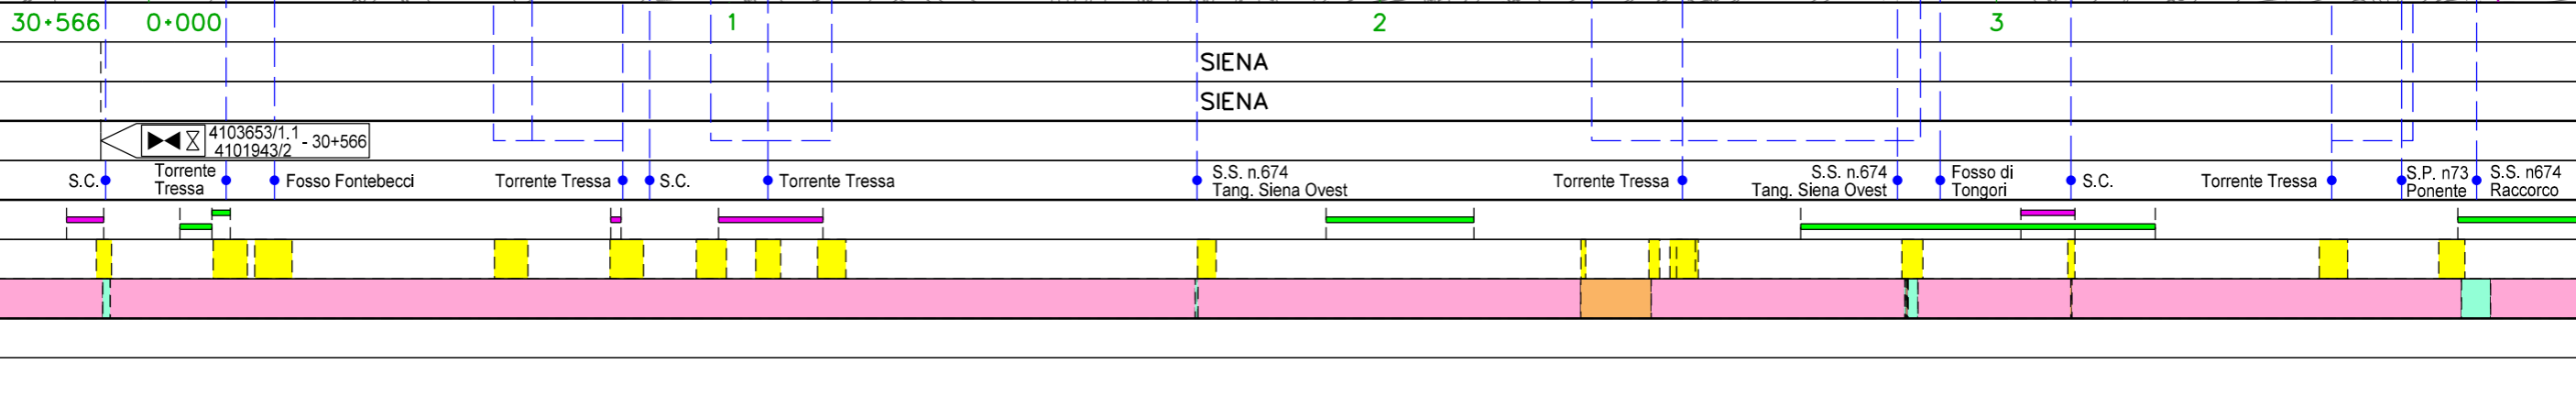 30+566 0+000 1 2 3
SIENA
SIENA
4103653/1.1
4101943/2 - 30+566
S.C.
Torrente
Tressa
Fosso Fontebecci
Torrente Tressa
S.C.
Torrente Tressa
S.S. n.674
Tang. Siena Ovest
Torrente Tressa
S.S. n.674
Tang. Siena Ovest
Fosso di
Tongori
S.C.
Torrente Tressa
S.P. n73
Ponente
S.S. n674
Raccorco